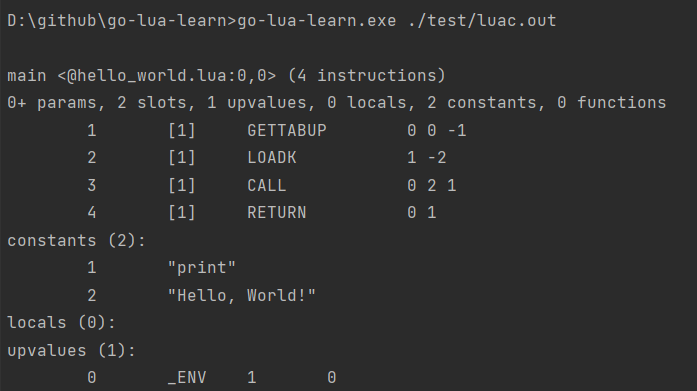 D:\github\go-lua-learn>go-lua-learn.exe ./test/luac.out
main <@hello_world.lua:0,0> (4 instructions)
0+ params, 2 slots, 1 upvalues, 0 locals, 2 constants, 0 functions
1 [1] GETTABUP 0 0 -1
2 [1] LOADK 1 -2
3 [1] CALL 0 2 1
4 [1] RETURN 0 1
constants (2):
1 "print"
2 "Hello, World!"
locals (0):
upvalues (1):
0 _ENV 1 0